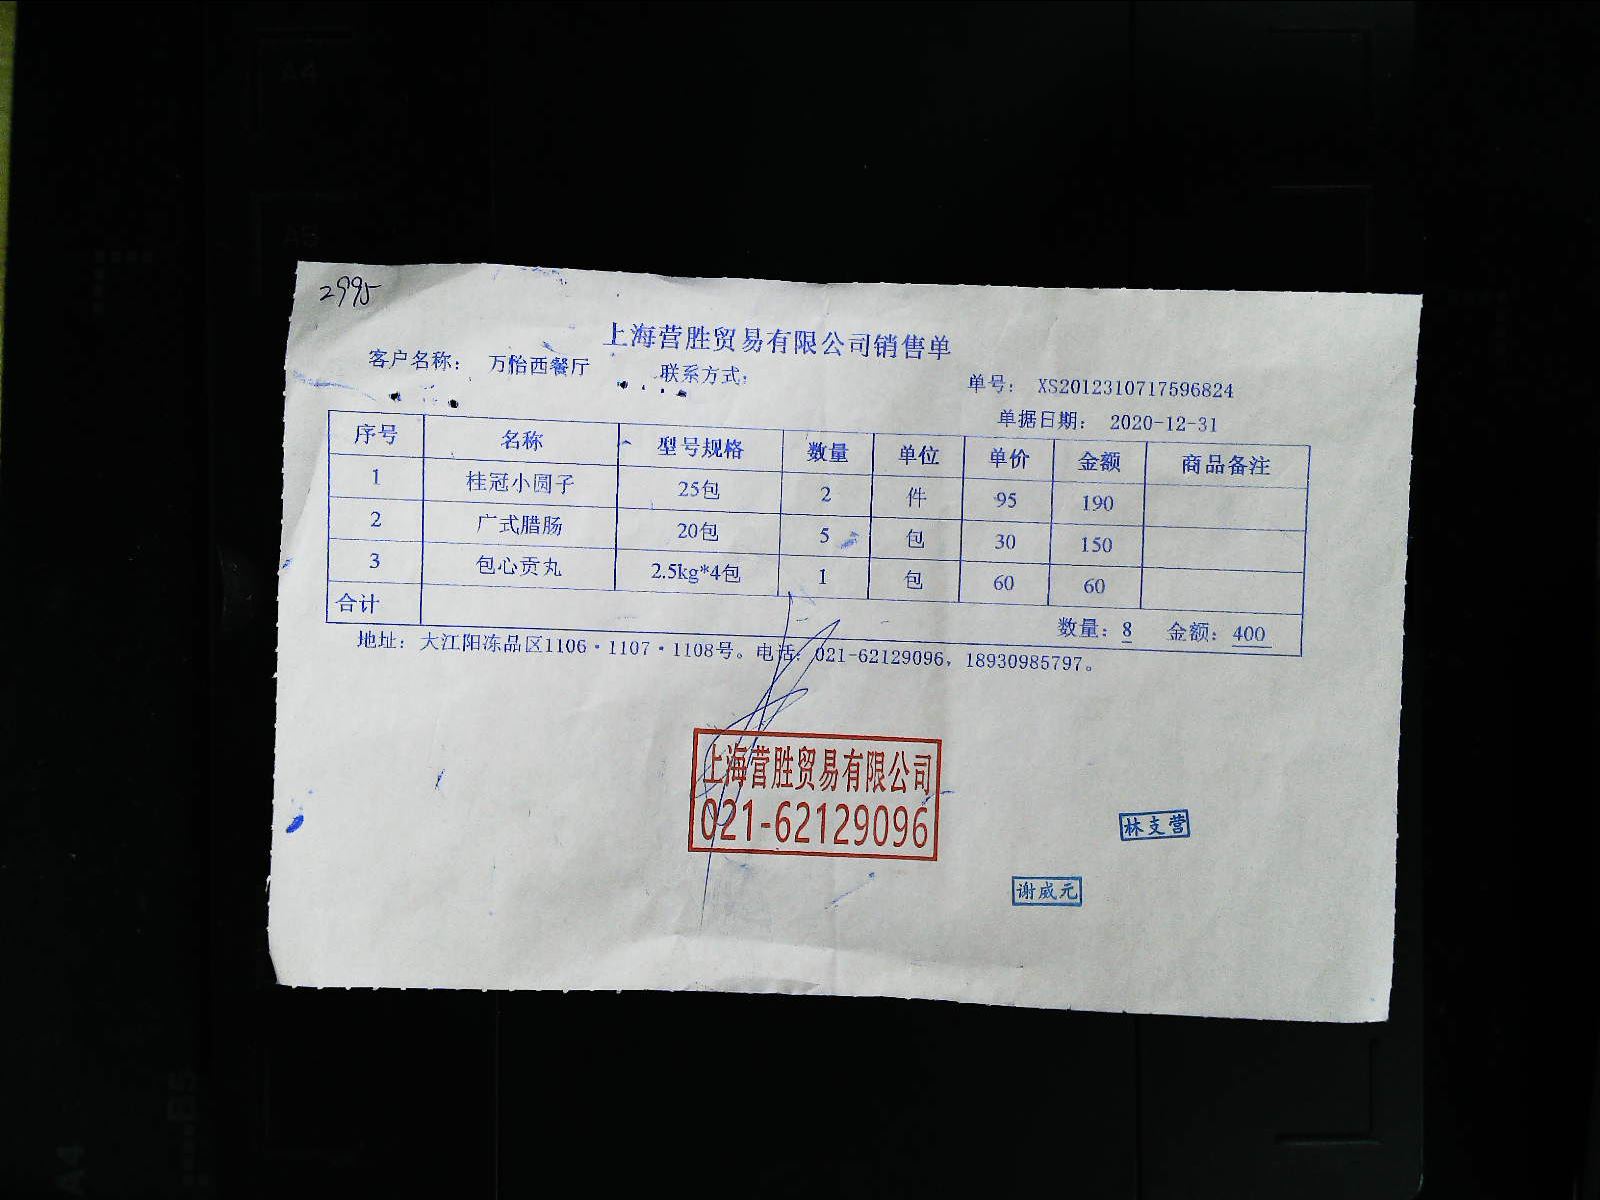 2995
上海营胜贸易有限公司销售单
客户名称： 万怡西餐厅 联系方式： 单号： XS2012310717596824
单据日期： 2020-12-31
序号 名称 型号规格 数量 单位 单价 金额 商品备注
1 桂冠小圆子 25包 2 件 95 190
2 广式腊肠 20包 5 包 30 150
3 包心贡丸 2.5kg*4包 1 包 60 60
合计 数量：8 金额：400
地址：大江阳冻品区1106·1107·1108号。电话：021-62129096，18930985797。
上海营胜贸易有限公司
021-62129096
林支营
谢威元
A4
A5
B5
A4